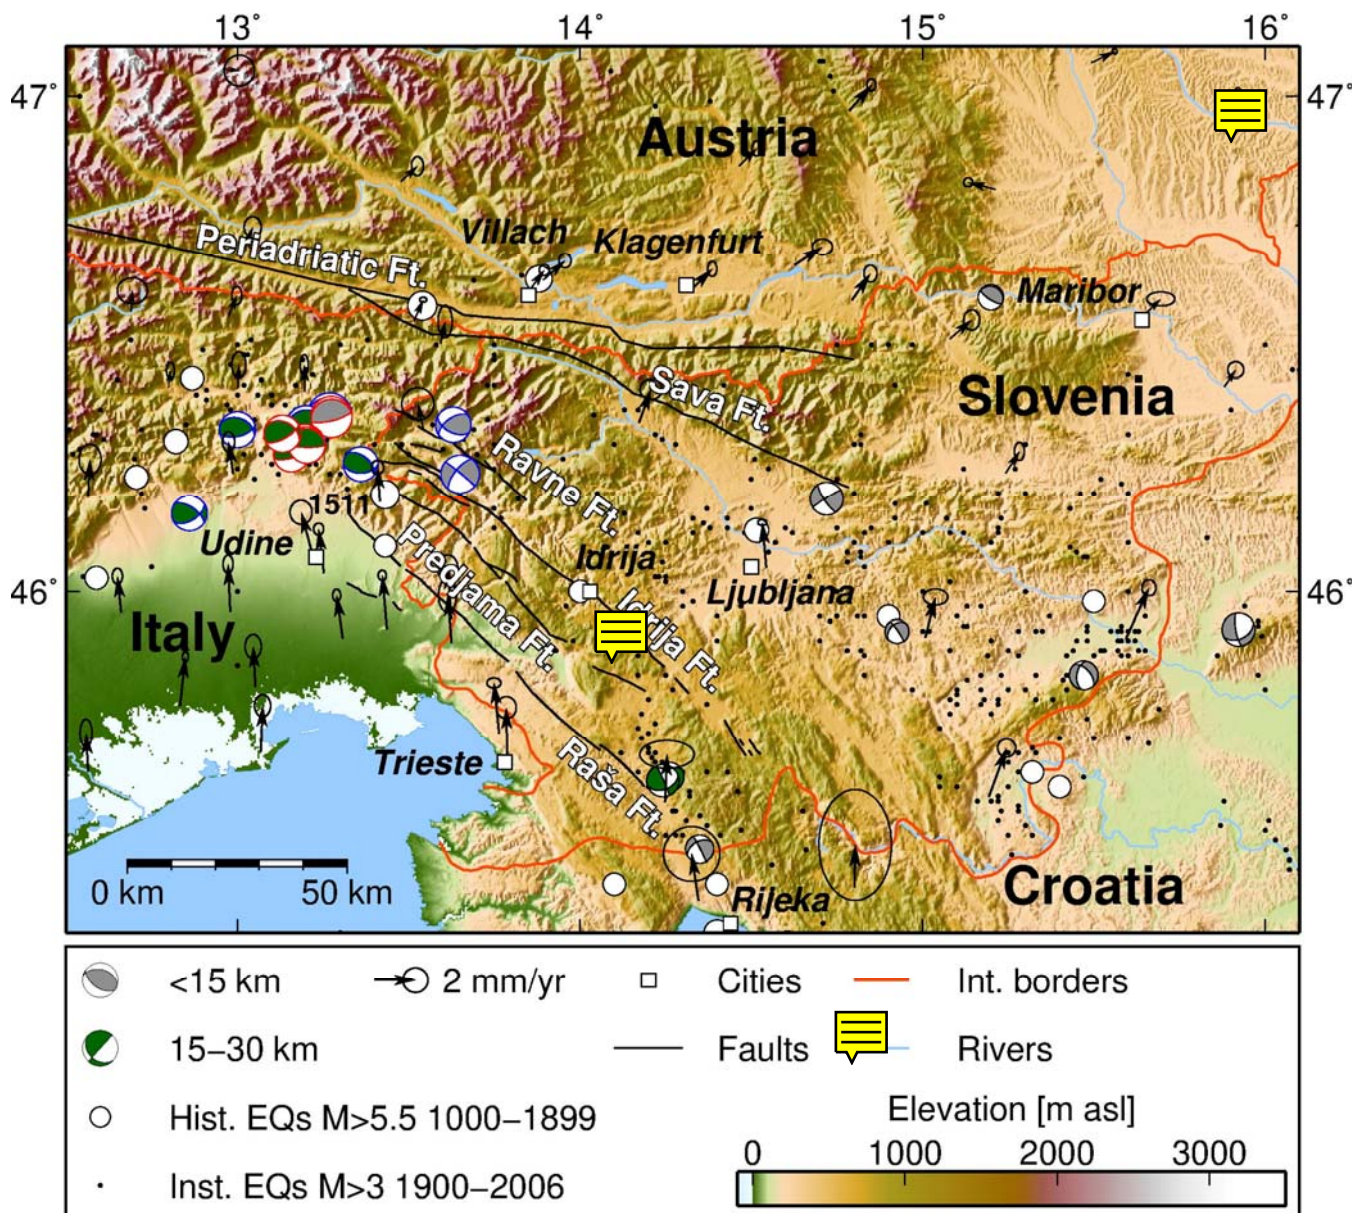 13° 14° 15° 16°
47° 47°
Austria
Villach Klagenfurt
Periadriatic Ft.
Maribor
Sava Ft.
Slovenia
Ravne Ft.
1511
Udine
Idrija
Predjama Ft.
Ljubljana
46° 46°
Italy
Idrija Ft.
Trieste
Raša Ft.
0 km 50 km
Rijeka
Croatia
<15 km 2 mm/yr Cities Int. borders
15–30 km Faults Rivers
Hist. EQs M>5.5 1000–1899
Elevation [m asl]
0 1000 2000 3000
Inst. EQs M>3 1900–2006